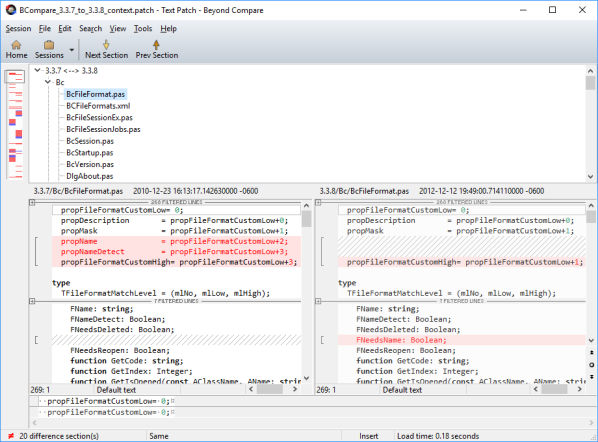 BCompare_3.3.7_to_3.3.8_context.patch - Text Patch - Beyond Compare
Session File Edit Search View Tools Help
Home Sessions Next Section Prev Section
3.3.7 <--> 3.3.8
Bc
BcFileFormat.pas
BCFileFormats.xml
BcFileSessionEx.pas
BcFileSessionJobs.pas
BcSession.pas
BcStartup.pas
BcVersion.pas
DlgAbout.pas
3.3.7/Bc/BcFileFormat.pas 2010-12-23 16:13:17.142630000 -0600
260 FILTERED LINES
propFileFormatCustomLow= 0;
propDescription = propFileFormatCustomLow+0;
propMask = propFileFormatCustomLow+1;
propName = propFileFormatCustomLow+2;
propNameDetect = propFileFormatCustomLow+3;
propFileFormatCustomHigh= propFileFormatCustomLow+3;
type
TFileFormatMatchLevel = (mlNo, mlLow, mlHigh);
7 FILTERED LINES
FName: string;
FNameDetect: Boolean;
FNeedsDeleted: Boolean;
FNeedsReopen: Boolean;
function GetCode: string;
function GetIndex: Integer;
function GetIsOpened(const AClassName, AName: strin
269: 1 Default text
3.3.8/Bc/BcFileFormat.pas 2012-12-12 19:49:00.714110000 -0600
260 FILTERED LINES
propFileFormatCustomLow= 0;
propDescription = propFileFormatCustomLow+0;
propMask = propFileFormatCustomLow+1;
propFileFormatCustomHigh= propFileFormatCustomLow+1;
type
TFileFormatMatchLevel = (mlNo, mlLow, mlHigh);
7 FILTERED LINES
FName: string;
FNameDetect: Boolean;
FNeedsDeleted: Boolean;
FNeedsName: Boolean;
FNeedsReopen: Boolean;
function GetCode: string;
function GetIndex: Integer;
function GetIsOpened(const AClassName, AName: strin
269: 1 Default text
propFileFormatCustomLow= 0;
propFileFormatCustomLow= 0;
20 difference section(s) Same Insert Load time: 0.18 seconds